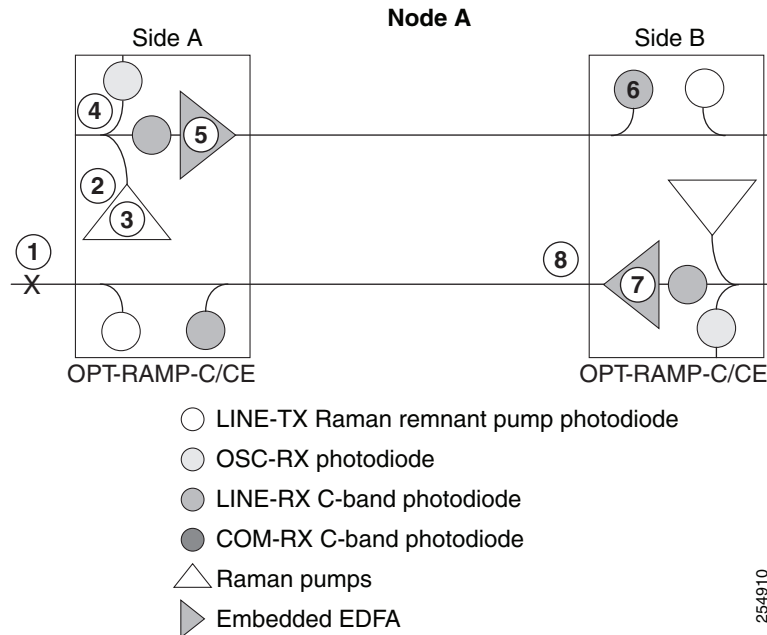 Node A
Side A
Side B
4
5
6
2
3
1
8
7
X
OPT-RAMP-C/CE
OPT-RAMP-C/CE
LINE-TX Raman remnant pump photodiode
OSC-RX photodiode
LINE-RX C-band photodiode
COM-RX C-band photodiode
Raman pumps
Embedded EDFA
254910